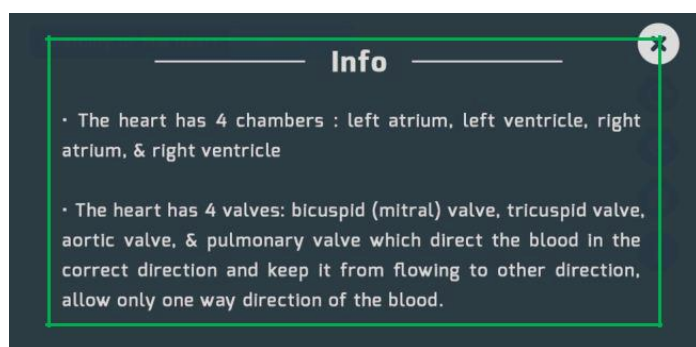 Info
· The heart has 4 chambers : left atrium, left ventricle, right
atrium, & right ventricle
· The heart has 4 valves: bicuspid (mitral) valve, tricuspid valve,
aortic valve, & pulmonary valve which direct the blood in the
correct direction and keep it from flowing to other direction,
allow only one way direction of the blood.